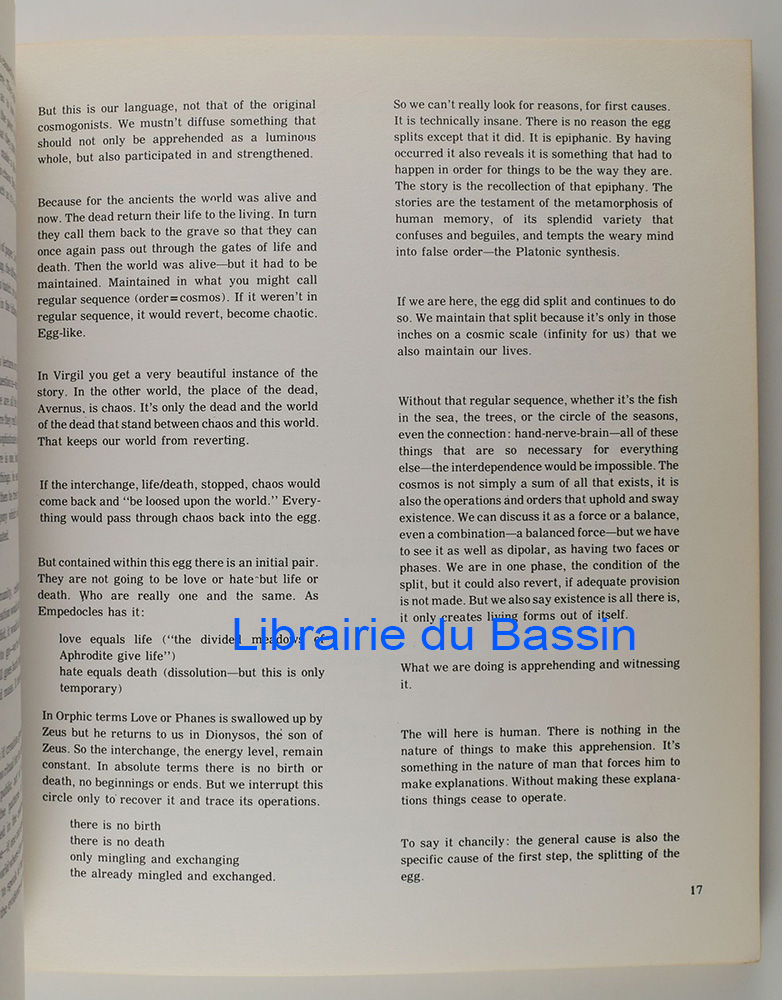 But this is our language, not that of the original
cosmogonists. We mustn't diffuse something that
should not only be apprehended as a luminous
whole, but also participated in and strengthened.
Because for the ancients the world was alive and
now. The dead return their life to the living. In turn
they call them back to the grave so that they can
once again pass out through the gates of life and
death. Then the world was alive—but it had to be
maintained. Maintained in what you might call
regular sequence (order=cosmos). If it weren't in
regular sequence, it would revert, become chaotic.
Egg-like.
In Virgil you get a very beautiful instance of the
story. In the other world, the place of the dead,
Avernus, is chaos. It's only the dead and the world
of the dead that stand between chaos and this world.
That keeps our world from reverting.
If the interchange, life/death, stopped, chaos would
come back and "be loosed upon the world." Every-
thing would pass through chaos back into the egg.
But contained within this egg there is an initial pair.
They are not going to be love or hate but life or
death. Who are really one and the same. As
Empedocles has it:
love equals life ("the divided meadows of
Aphrodite give life")
hate equals death (dissolution—but this is only
temporary)
In Orphic terms Love or Phanes is swallowed up by
Zeus but he returns to us in Dionysos, the son of
Zeus. So the interchange, the energy level, remain
constant. In absolute terms there is no birth or
death, no beginnings or ends. But we interrupt this
circle only to recover it and trace its operations.
there is no birth
there is no death
only mingling and exchanging
the already mingled and exchanged.
So we can't really look for reasons, for first causes.
It is technically insane. There is no reason the egg
splits except that it did. It is epiphanic. By having
occurred it also reveals it is something that had to
happen in order for things to be the way they are.
The story is the recollection of that epiphany. The
stories are the testament of the metamorphosis of
human memory, of its splendid variety that
confuses and beguiles, and tempts the weary mind
into false order—the Platonic synthesis.
If we are here, the egg did split and continues to do
so. We maintain that split because it's only in those
inches on a cosmic scale (infinity for us) that we
also maintain our lives.
Without that regular sequence, whether it's the fish
in the sea, the trees, or the circle of the seasons,
even the connection: hand-nerve-brain—all of these
things that are so necessary for everything
else—the interdependence would be impossible. The
cosmos is not simply a sum of all that exists, it is
also the operations and orders that uphold and sway
existence. We can discuss it as a force or a balance,
even a combination—a balanced force—but we have
to see it as well as dipolar, as having two faces or
phases. We are in one phase, the condition of the
split, but it could also revert, if adequate provision
is not made. But we also say existence is all there is,
it only creates living forms out of itself.
What we are doing is apprehending and witnessing
it.
The will here is human. There is nothing in the
nature of things to make this apprehension. It's
something in the nature of man that forces him to
make explanations. Without making these explana-
tions things cease to operate.
To say it chancily: the general cause is also the
specific cause of the first step, the splitting of the
egg.
17
Librairie du Bassin